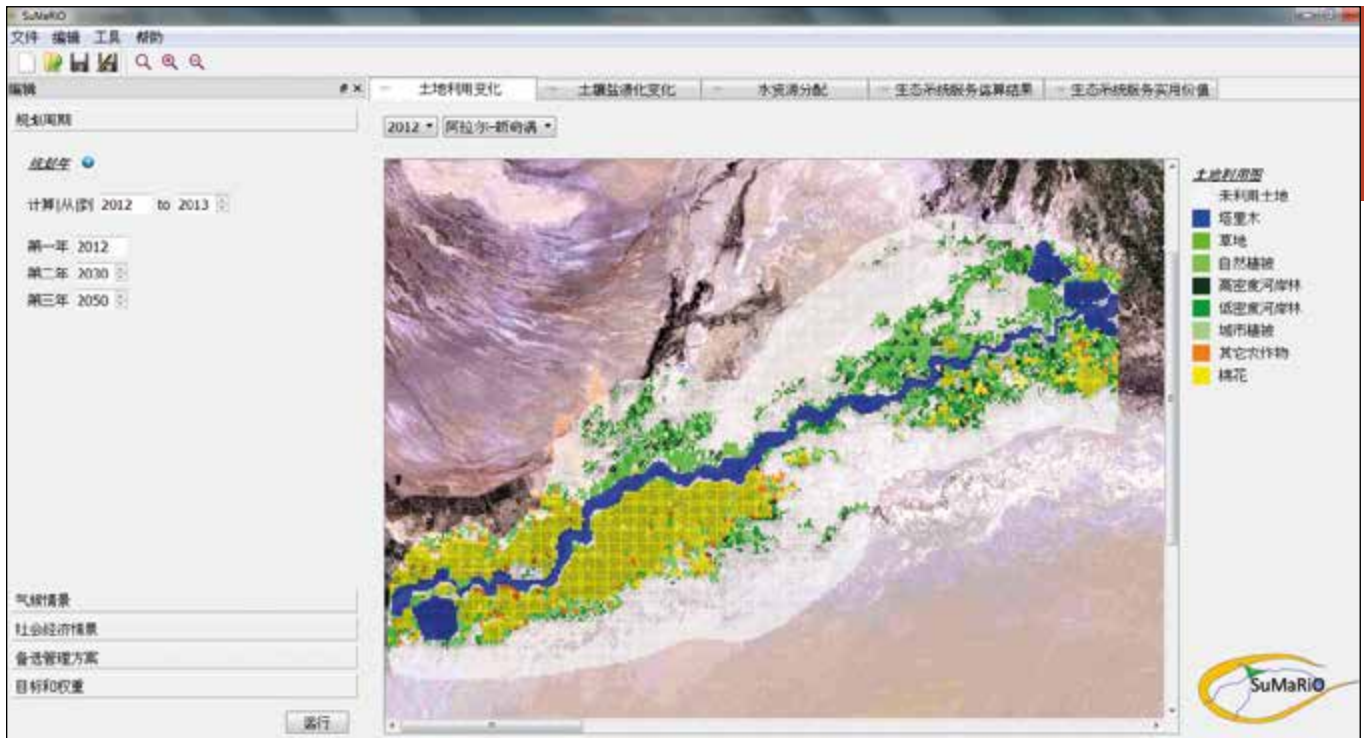 SuMaRiO
文件 编辑 工具 帮助
编辑
规划周期
规划年
计算|从|到| 2012 to 2013
第一年 2012
第二年 2030
第三年 2050
气候情景
社会经济情景
备选管理方案
目标和权重
运行
土地利用变化
土壤盐渍化变化
水资源分配
生态系统服务运算结果
生态系统服务实用价值
2012 阿拉尔-新奇满
土地利用图
未利用土地
塔里木
草地
自然植被
高密度河岸林
低密度河岸林
城市植被
其它农作物
棉花
SuMaRiO